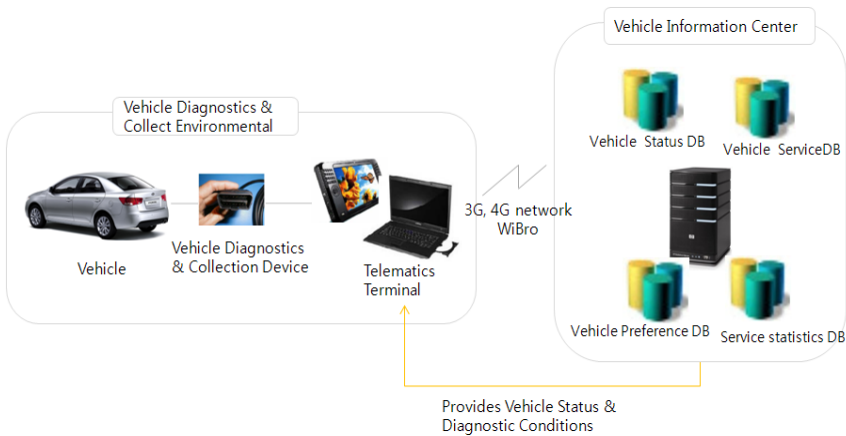 Vehicle Information Center
Vehicle Diagnostics &
Collect Environmental
Vehicle Status DB
Vehicle ServiceDB
Vehicle
Vehicle Diagnostics
& Collection Device
Telematics
Terminal
3G, 4G network
WiBro
Vehicle Preference DB
Service statistics DB
Provides Vehicle Status &
Diagnostic Conditions